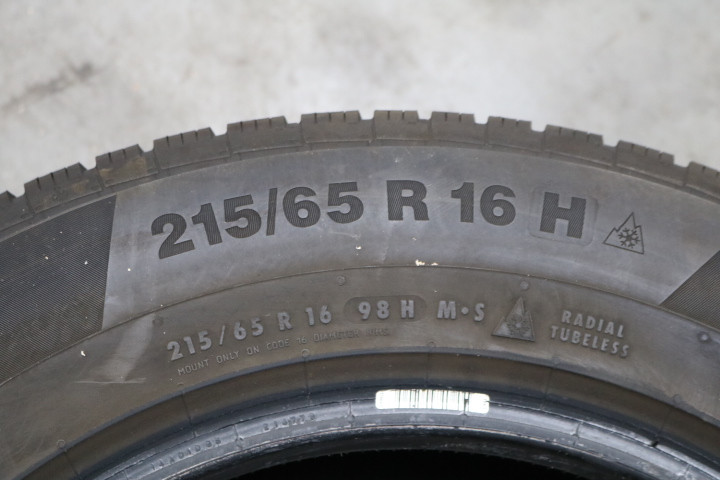 215/65 R 16 H
215/65 R 16 98 H M•S
RADIAL
TUBELESS
MOUNT ONLY ON CODE 16 DIAMETER RIMS